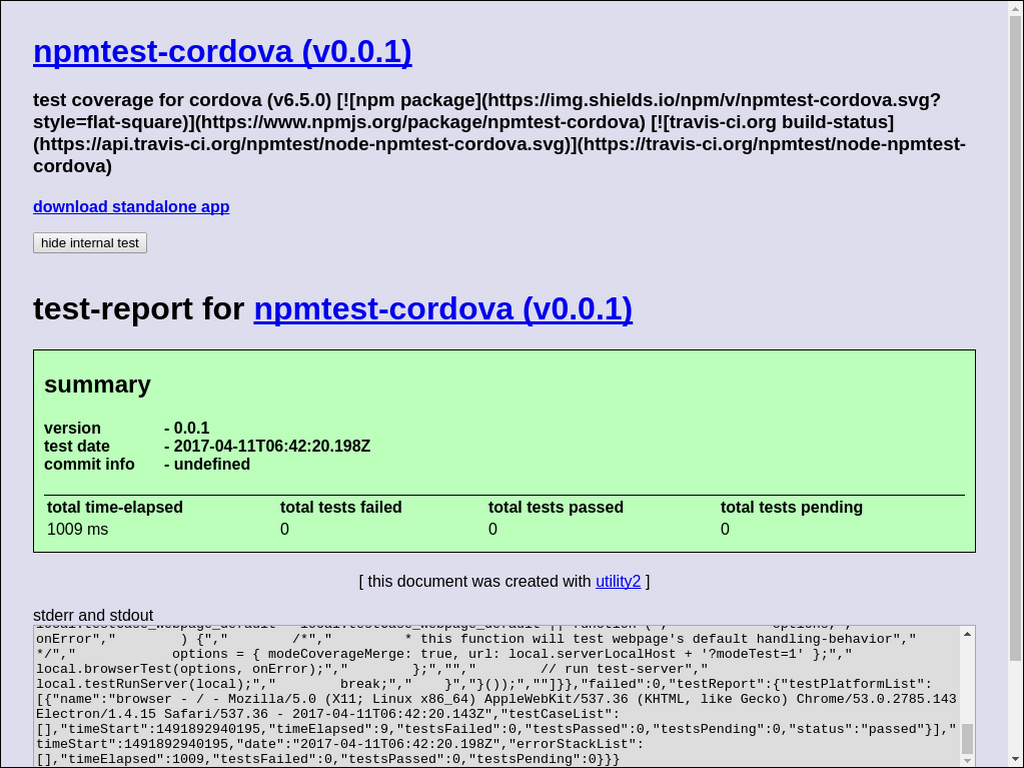 npmtest-cordova (v0.0.1)
test coverage for cordova (v6.5.0) [![npm package](https://img.shields.io/npm/v/npmtest-cordova.svg?
style=flat-square)](https://www.npmjs.org/package/npmtest-cordova) [![travis-ci.org build-status]
(https://api.travis-ci.org/npmtest/node-npmtest-cordova.svg)](https://travis-ci.org/npmtest/node-npmtest-
cordova)
download standalone app
hide internal test
test-report for npmtest-cordova (v0.0.1)
summary
version - 0.0.1
test date - 2017-04-11T06:42:20.198Z
commit info - undefined
total time-elapsed total tests failed total tests passed total tests pending
1009 ms 0 0 0
[ this document was created with utility2 ]
stderr and stdout
local.testCase_webpage_default = local.testCase_webpage_default || function (","            options,","
onError","        ) {","        /*","         * this function will test webpage's default handling-behavior","
*/","            options = { modeCoverageMerge: true, url: local.serverLocalHost + '?modeTest=1' };","
local.browserTest(options, onError);","        };","","        // run test-server","
local.testRunServer(local);","        break;","    }","}());",""]}},"failed":0,"testReport":{"testPlatformList":
[{"name":"browser - / - Mozilla/5.0 (X11; Linux x86_64) AppleWebKit/537.36 (KHTML, like Gecko) Chrome/53.0.2785.143
Electron/1.4.15 Safari/537.36 - 2017-04-11T06:42:20.143Z","testCaseList":
[],"timeStart":1491892940195,"timeElapsed":9,"testsFailed":0,"testsPassed":0,"testsPending":0,"status":"passed"}],"
timeStart":1491892940195,"date":"2017-04-11T06:42:20.198Z","errorStackList":
[],"timeElapsed":1009,"testsFailed":0,"testsPassed":0,"testsPending":0}}}